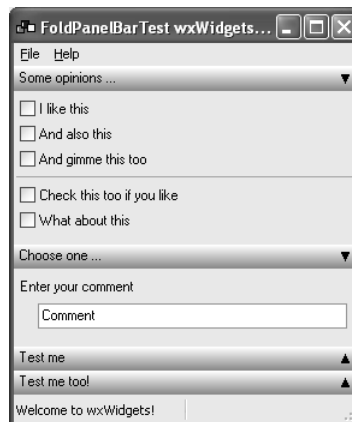 FoldPanelBarTest wxWidgets...
File Help
Some opinions ...
I like this
And also this
And gimme this too
Check this too if you like
What about this
Choose one ...
Enter your comment
Comment
Test me
Test me too!
Welcome to wxWidgets!